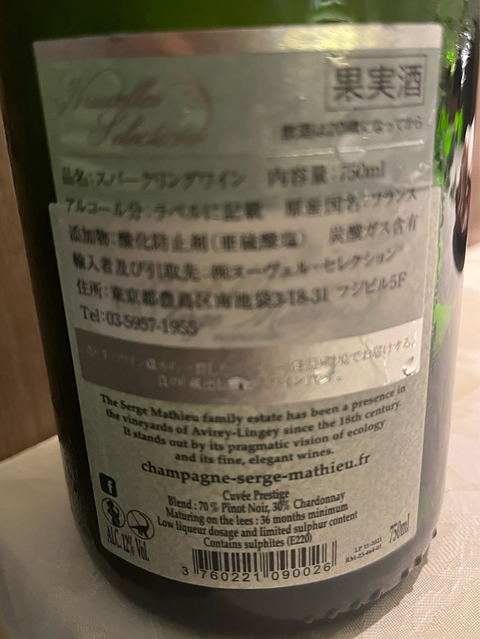 Nouvelles
Selections
果実酒
飲酒は20歳になってから
品名:スパークリングワイン 内容量:750ml
アルコール分:ラベルに記載 原産国名:フランス
添加物:酸化防止剤(亜硫酸塩) 炭酸ガス含有
輸入者及び引取先:㈱ヌーヴェル・セレクション
住所:東京都豊島区南池袋3-18-31 フジビル5F
Tel:03-5957-1955
でお届けする。
The Serge Mathieu family estate has been a presence in
the vineyards of Avirey-Lingey since the 18th century.
It stands out by its pragmatic vision of ecology
and its fine, elegant wines.
champagne-serge-mathieu.fr
Cuvée Prestige
Blend: 70 % Pinot Noir, 30% Chardonnay
Maturing on the lees: 36 months minimum
Low liqueur dosage and limited sulphur content
Contains sulphites (E220)
ALC. 12% Vol.
750ml
3 760221 090026